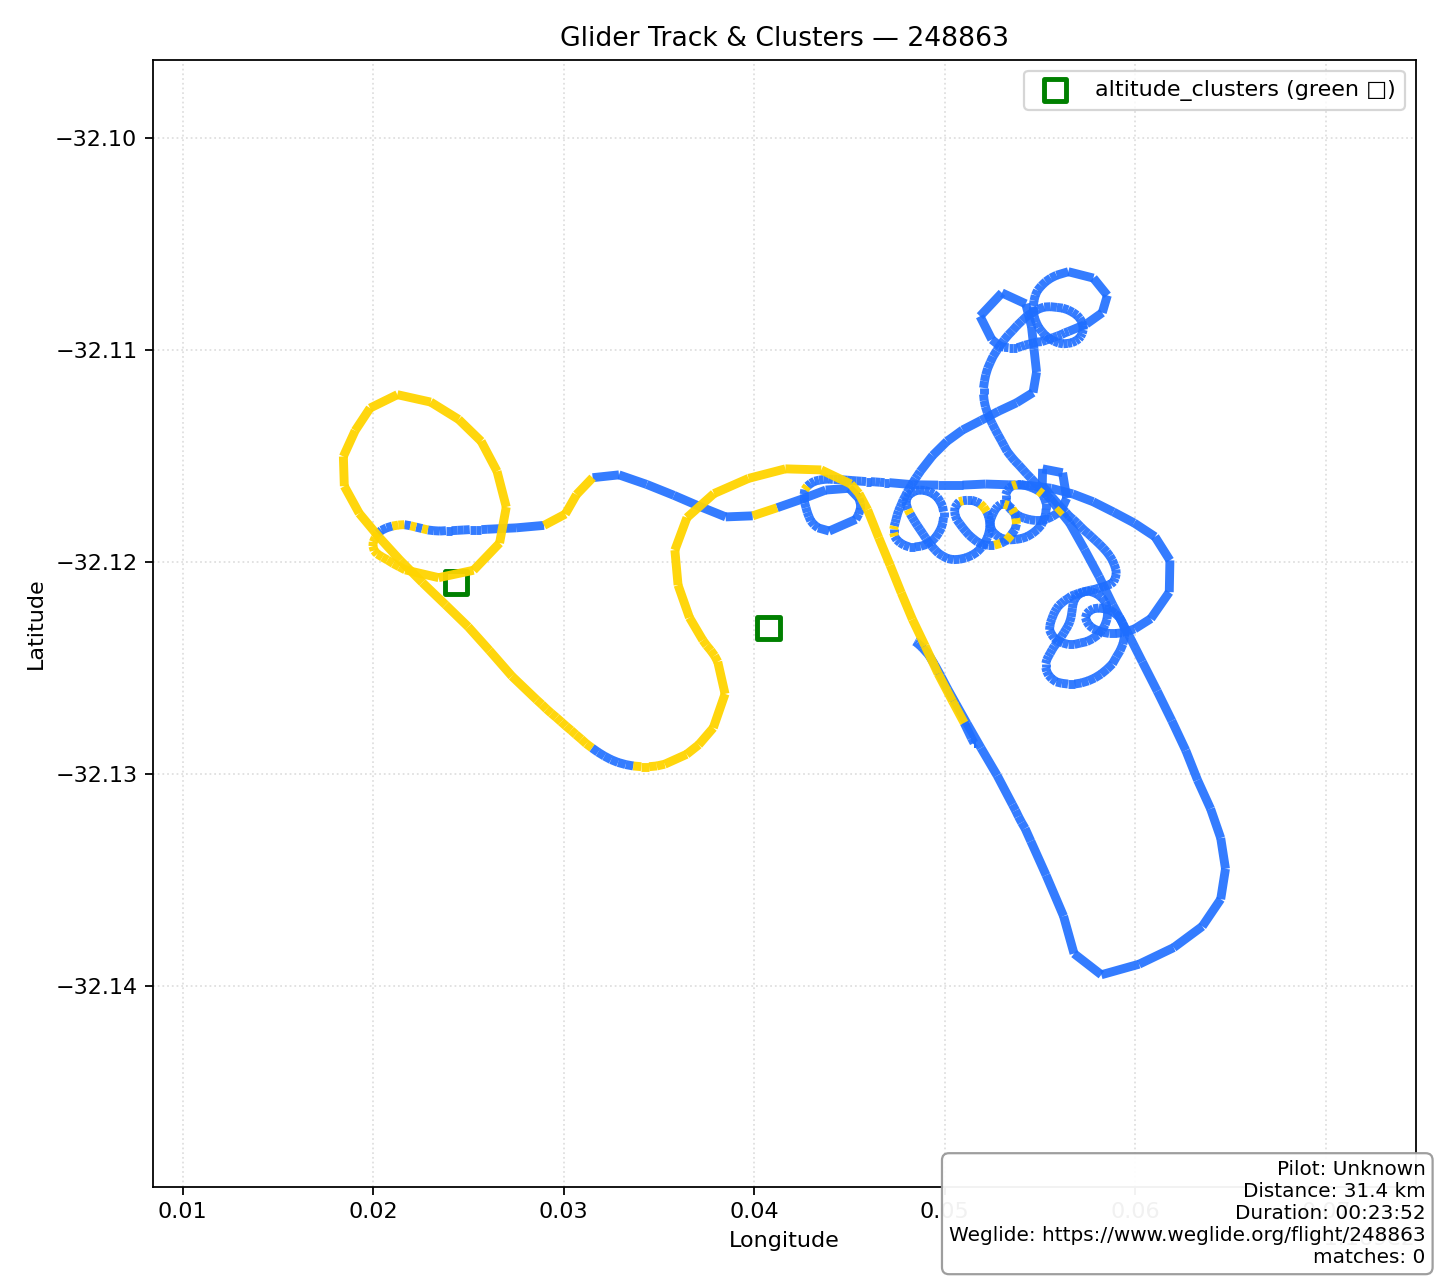 Glider Track & Clusters — 248863
altitude_clusters (green □)
−32.10
−32.11
−32.12
−32.13
−32.14
Latitude
0.01 0.02 0.03 0.04 0.05 0.06
Longitude
Pilot: Unknown
Distance: 31.4 km
Duration: 00:23:52
Weglide: https://www.weglide.org/flight/248863
matches: 0